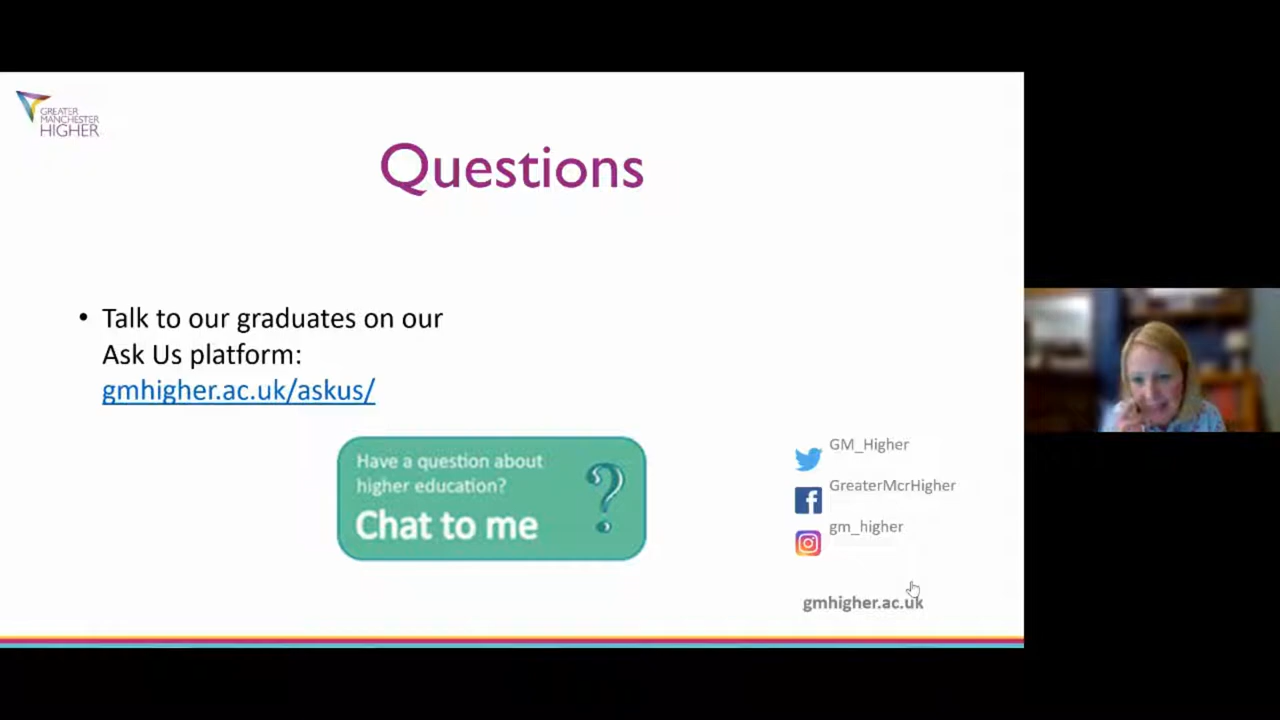 GREATER
MANCHESTER
HIGHER
Questions
• Talk to our graduates on our
Ask Us platform:
gmhigher.ac.uk/askus/
Have a question about
higher education?
Chat to me
?
GM_Higher
GreaterMcrHigher
gm_higher
gmhigher.ac.uk